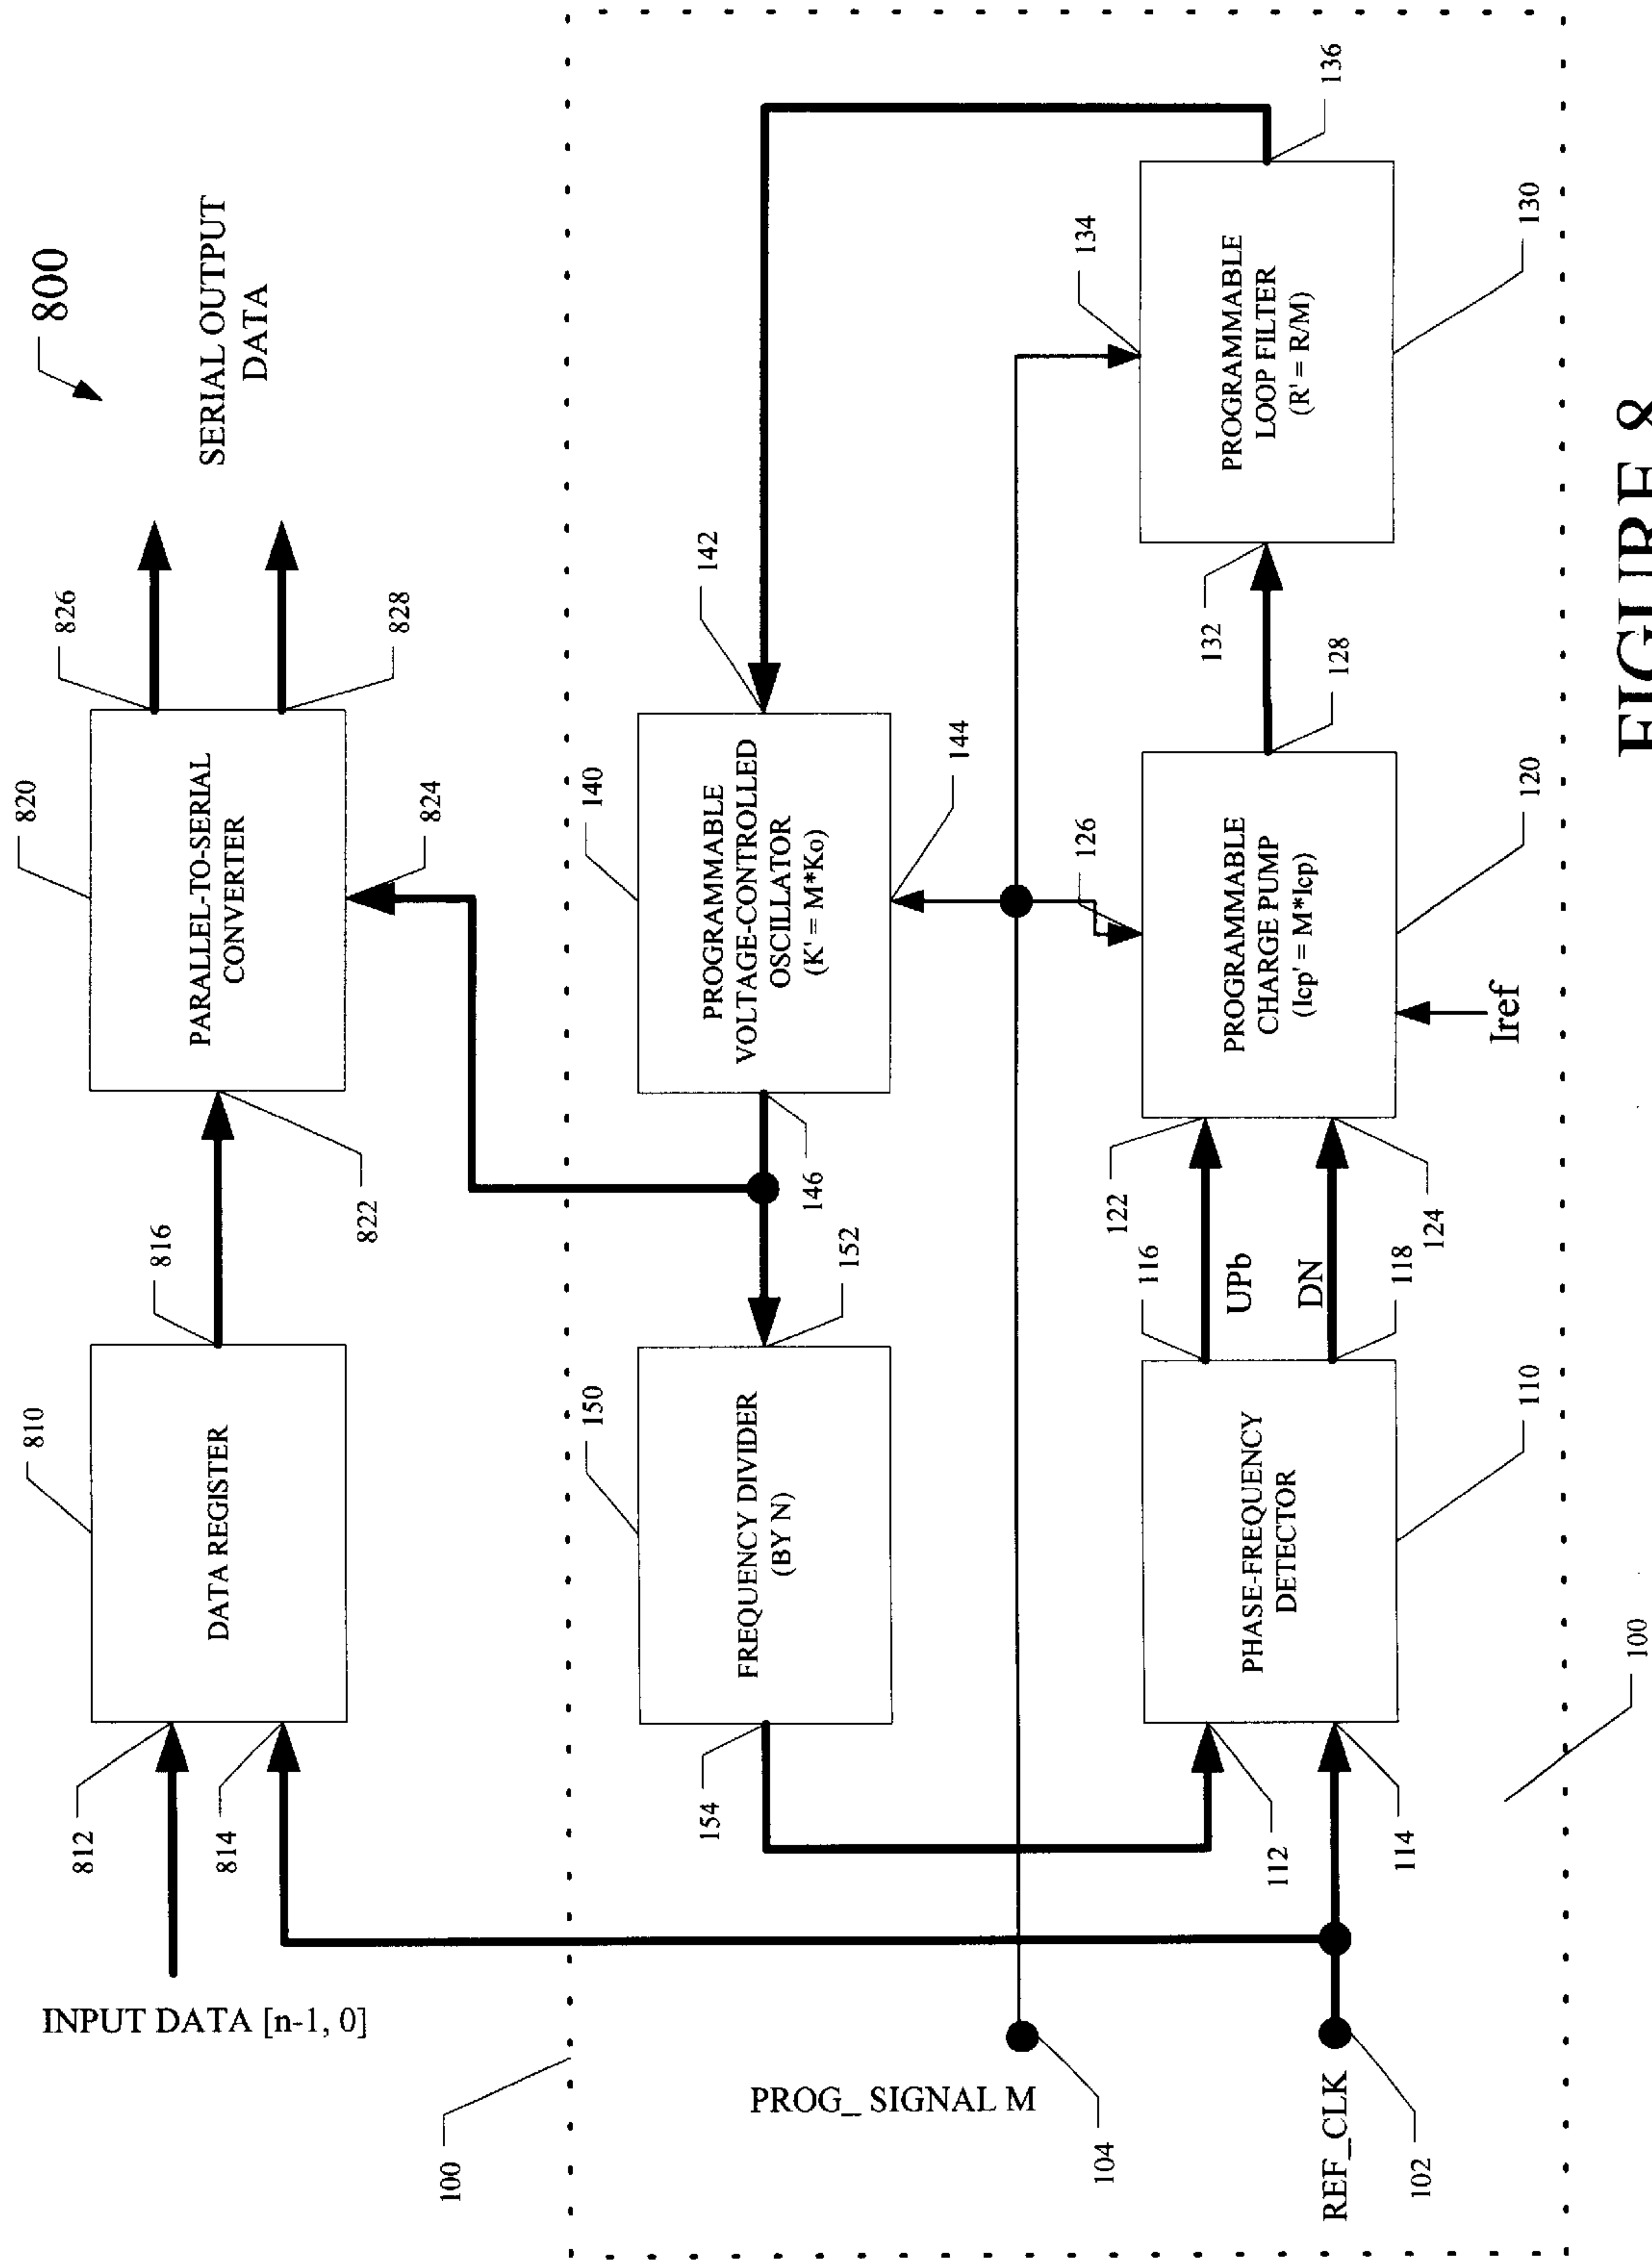 800
SERIAL OUTPUT
DATA
826
828
820
PARALLEL-TO-SERIAL
CONVERTER
824
822
816
810
DATA REGISTER
812
814
INPUT DATA [n-1, 0]
100
142
140
PROGRAMMABLE
VOLTAGE-CONTROLLED
OSCILLATOR
(K' = M*Ko)
144
146
152
150
FREQUENCY DIVIDER
(BY N)
154
PROG_ SIGNAL M
104
136
134
PROGRAMMABLE
LOOP FILTER
(R' = R/M)
130
132
128
126
PROGRAMMABLE
CHARGE PUMP
(Icp' = M*Icp)
120
Iref
122
124
116
UPb
DN
118
PHASE-FREQUENCY
DETECTOR
110
112
114
REF_CLK
102
100
FIGURE 8